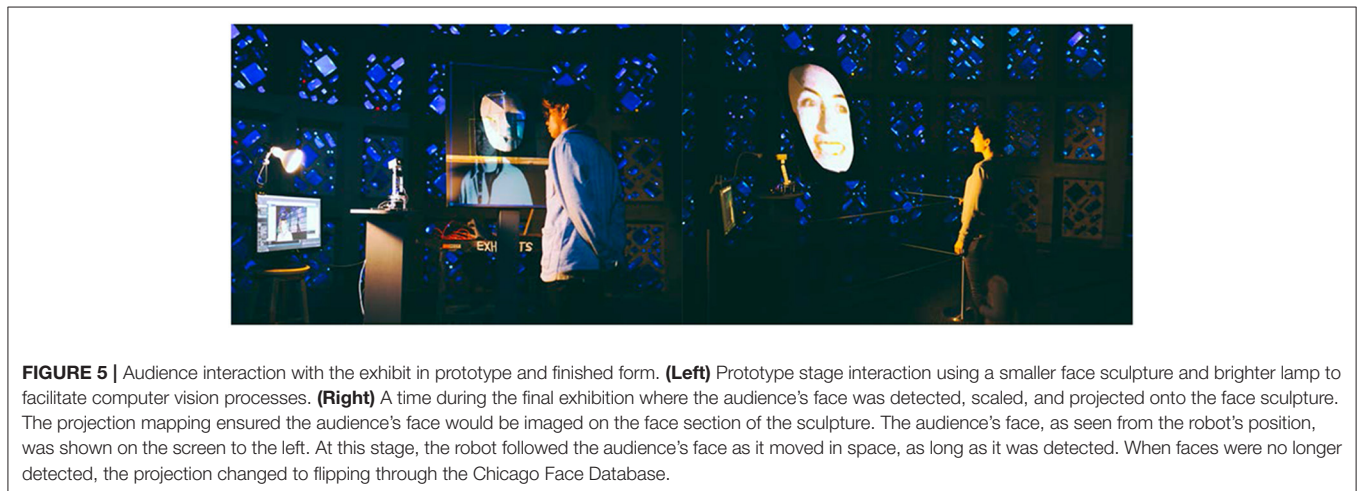 EXH TS
FIGURE 5 | Audience interaction with the exhibit in prototype and finished form. (Left) Prototype stage interaction using a smaller face sculpture and brighter lamp to
facilitate computer vision processes. (Right) A time during the final exhibition where the audience's face was detected, scaled, and projected onto the face sculpture.
The projection mapping ensured the audience's face would be imaged on the face section of the sculpture. The audience's face, as seen from the robot's position,
was shown on the screen to the left. At this stage, the robot followed the audience's face as it moved in space, as long as it was detected. When faces were no longer
detected, the projection changed to flipping through the Chicago Face Database.